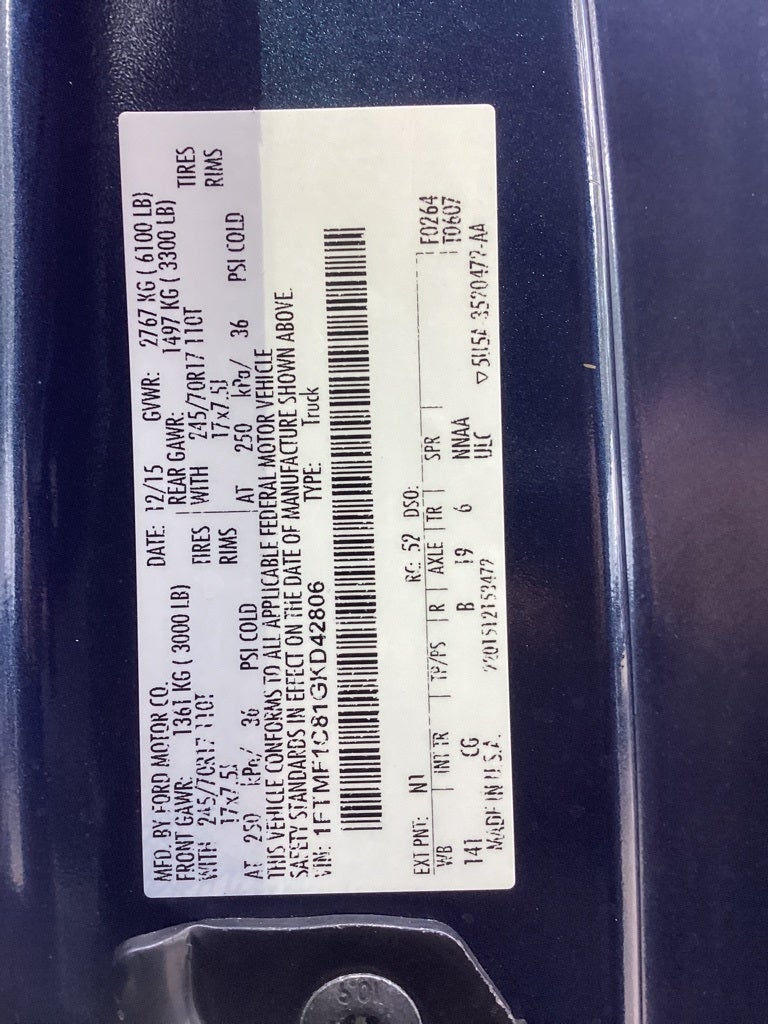 MFD. BY FORD MOTOR CO.
DATE: 12/15 GVWR: 2767 KG ( 6100 LB)
FRONT GAWR: 1361 KG ( 3000 LB)
REAR GAWR: 1497 KG ( 3300 LB)
WITH 245/70R17 110T TIRES
WITH 245/70R17 110T TIRES
17x7.5J RIMS
17x7.5J RIMS
AT 250 kPa/ 36 PSI COLD
AT 250 kPa/ 36 PSI COLD
THIS VEHICLE CONFORMS TO ALL APPLICABLE FEDERAL MOTOR VEHICLE
SAFETY STANDARDS IN EFFECT ON THE DATE OF MANUFACTURE SHOWN ABOVE.
VIN: 1FTMF1C81GKD42806 TYPE: Truck
EXT PNT: N1 RC: 52 DSO: F0264
WB INT TR TP/PS R AXLE TR SPR T0607
141 CG B 19 6 NNAA
MADE IN U.S.A. ULC